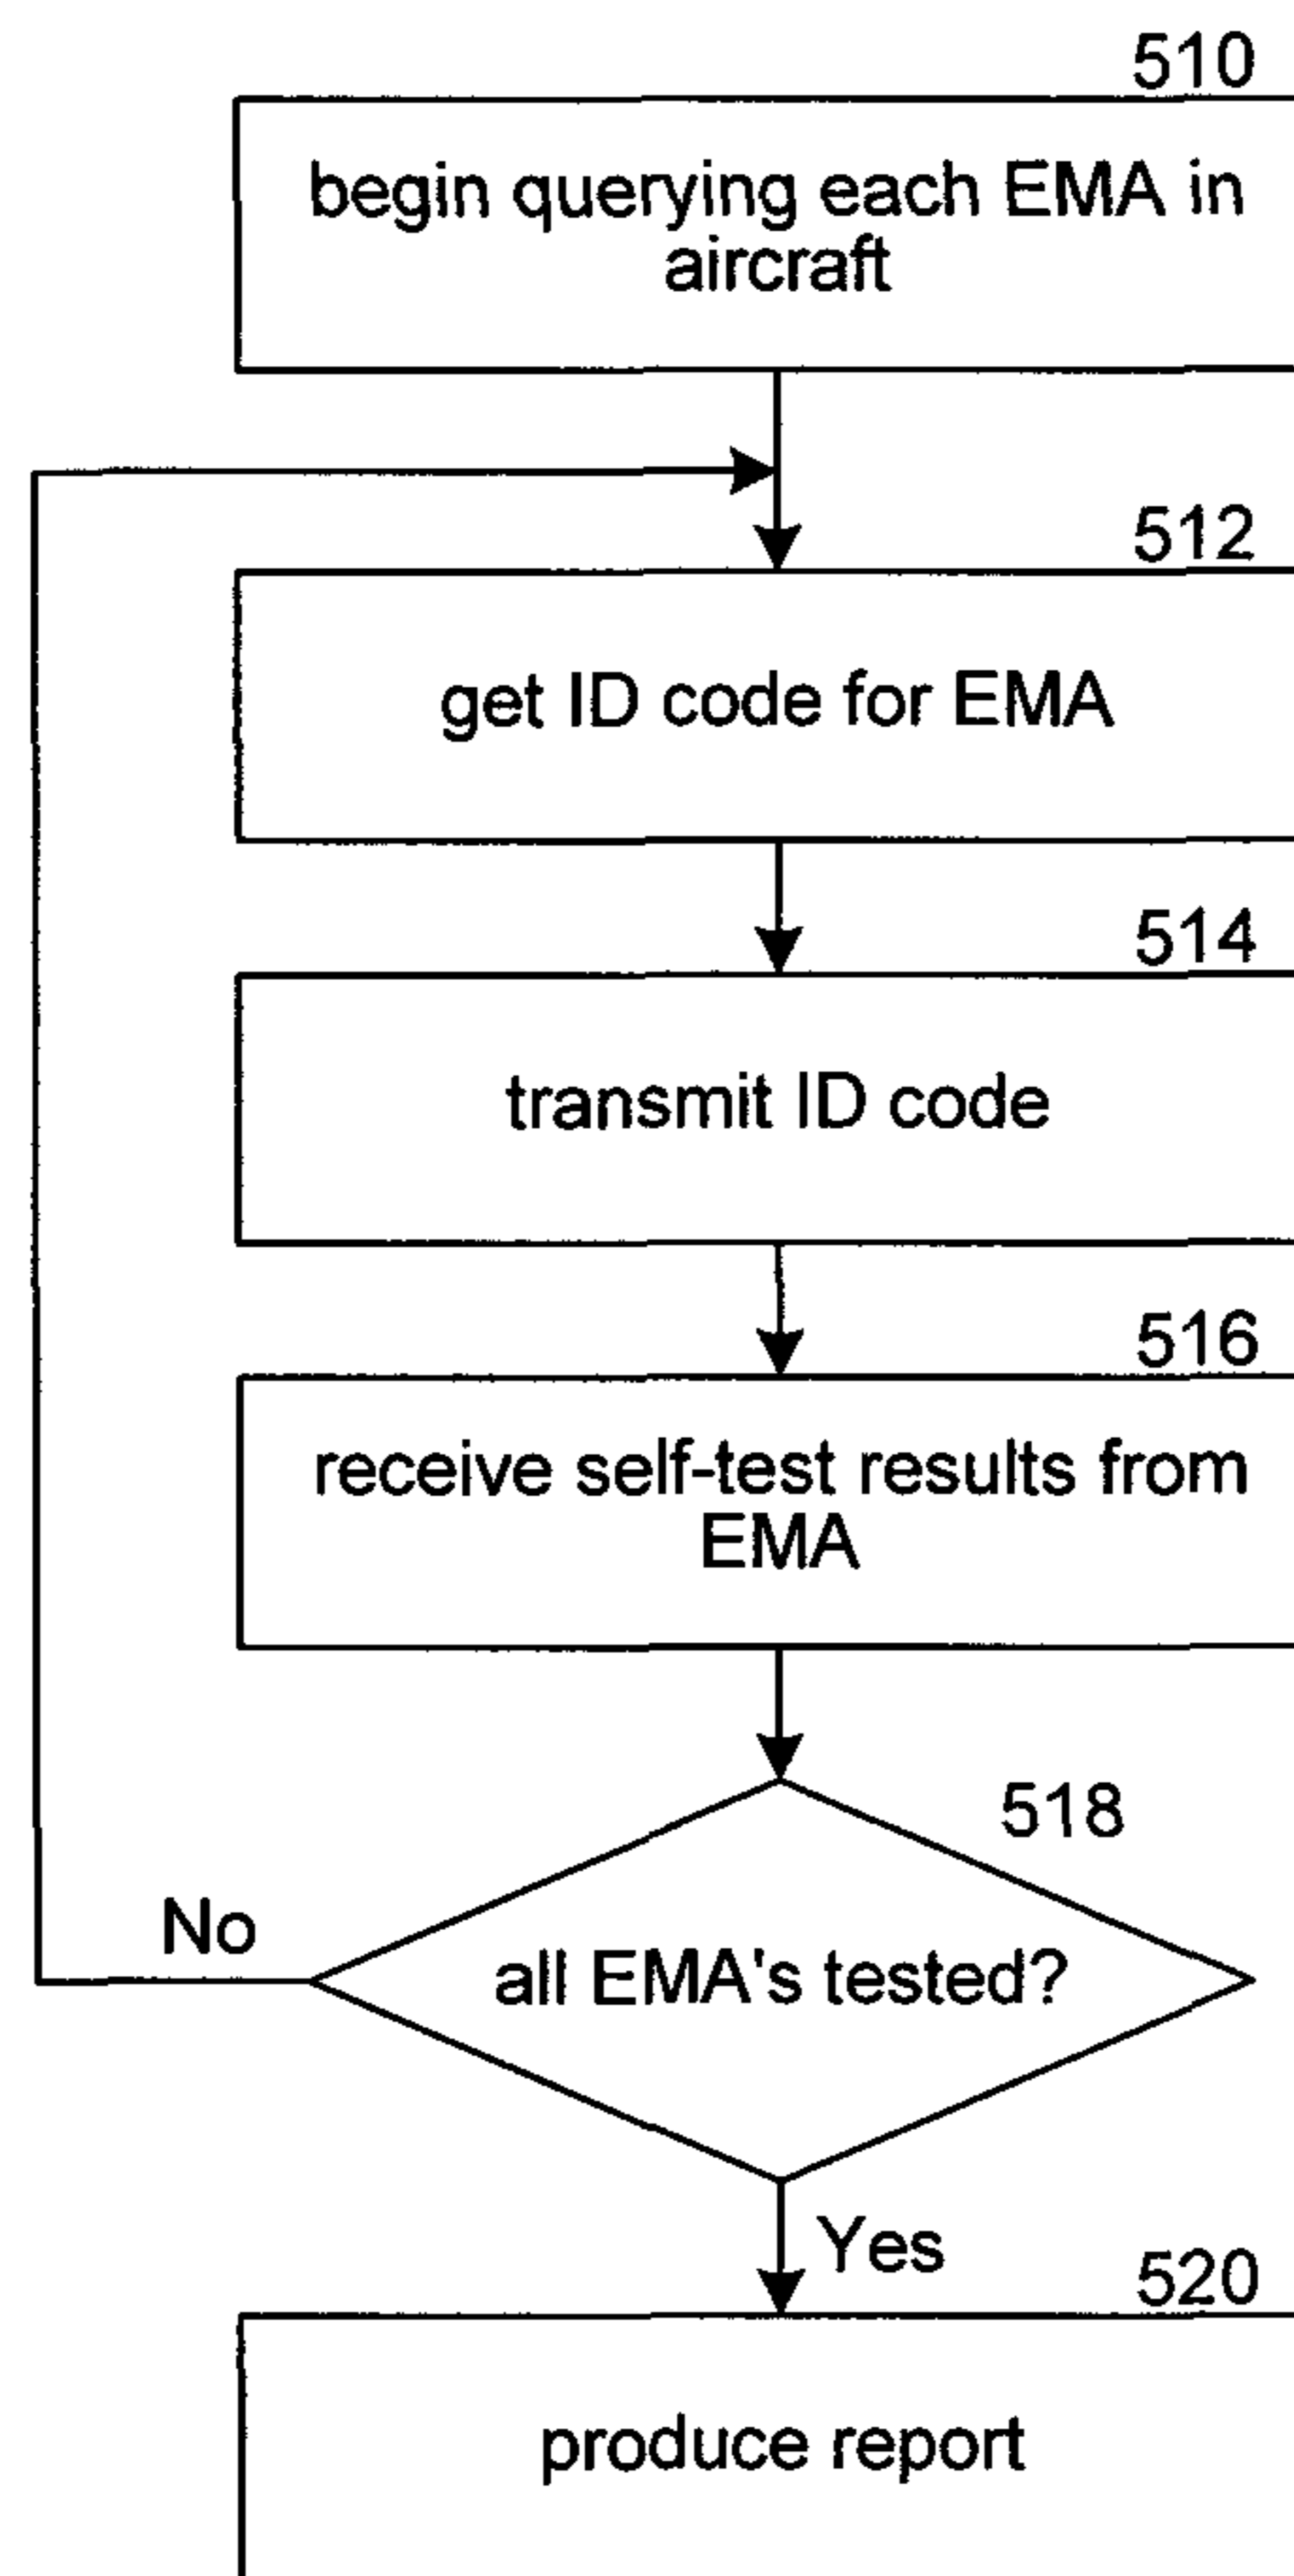 510
begin querying each EMA in
aircraft
512
get ID code for EMA
514
transmit ID code
516
receive self-test results from
EMA
518
No
all EMA's tested?
Yes
520
produce report